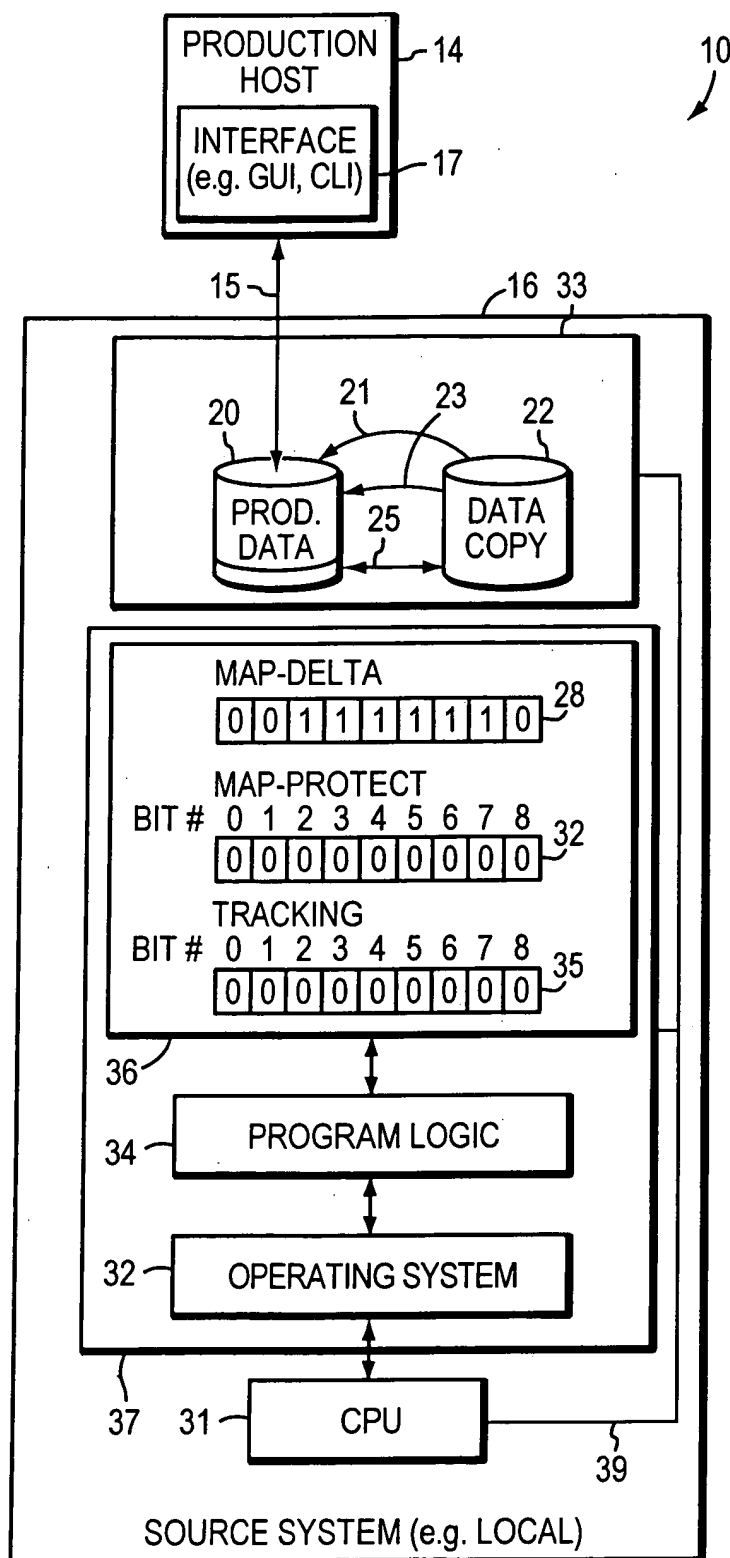 PRODUCTION
HOST
14
10
INTERFACE
(e.g. GUI, CLI)
17
15
16
33
20
21
23
22
PROD.
DATA
25
DATA
COPY
MAP-DELTA
0 0 1 1 1 1 1 1 0
28
MAP-PROTECT
BIT # 0 1 2 3 4 5 6 7 8
0 0 0 0 0 0 0 0 0
32
TRACKING
BIT # 0 1 2 3 4 5 6 7 8
0 0 0 0 0 0 0 0 0
35
36
34
PROGRAM LOGIC
32
OPERATING SYSTEM
37
31
CPU
39
SOURCE SYSTEM (e.g. LOCAL)